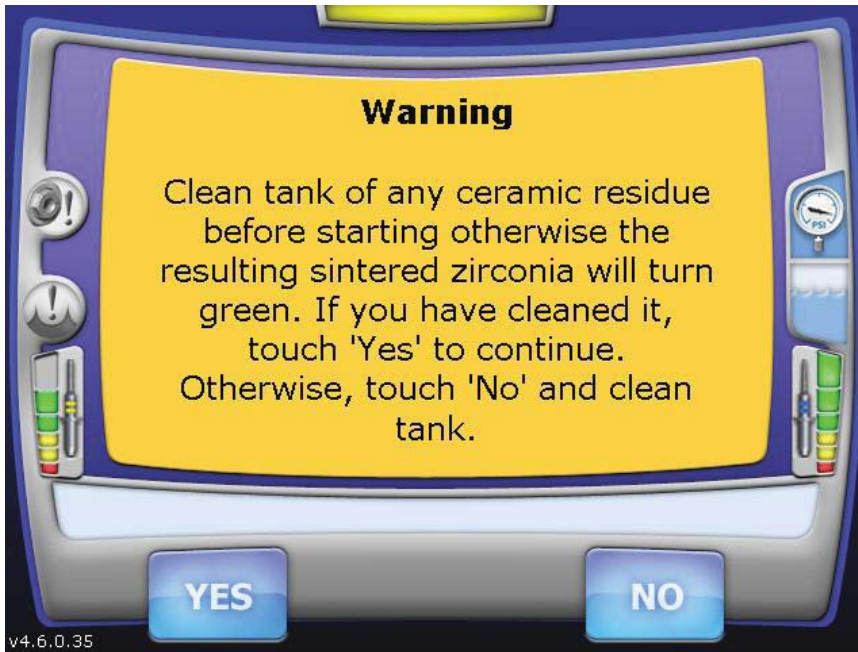 Warning
Clean tank of any ceramic residue
before starting otherwise the
resulting sintered zirconia will turn
green. If you have cleaned it,
touch 'Yes' to continue.
Otherwise, touch 'No' and clean
tank.
PSI
YES
NO
v4.6.0.35